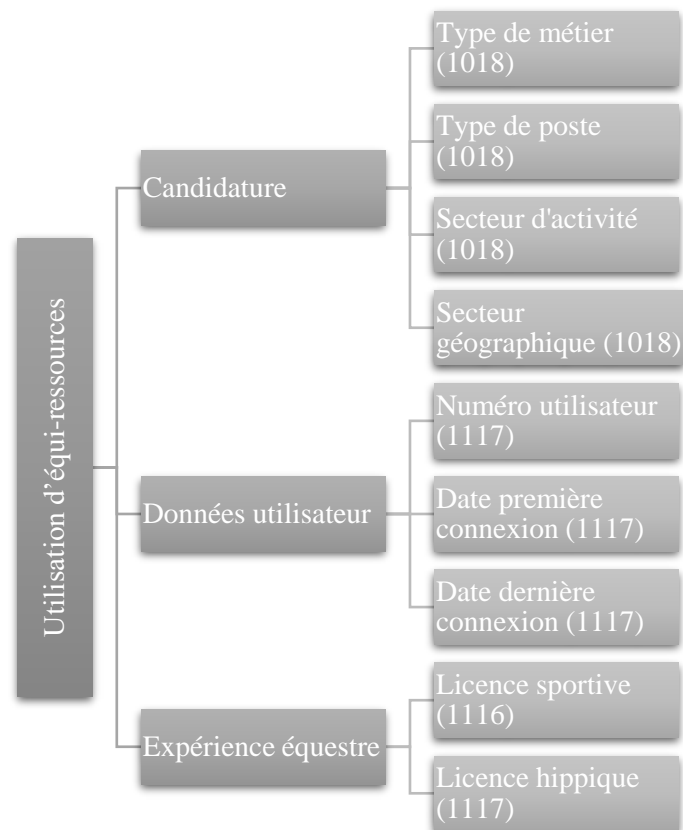 Utilisation d'équi-ressources
Candidature
Type de métier
(1018)
Type de poste
(1018)
Secteur d'activité
(1018)
Secteur
géographique (1018)
Données utilisateur
Numéro utilisateur
(1117)
Date première
connexion (1117)
Date dernière
connexion (1117)
Expérience équestre
Licence sportive
(1116)
Licence hippique
(1117)